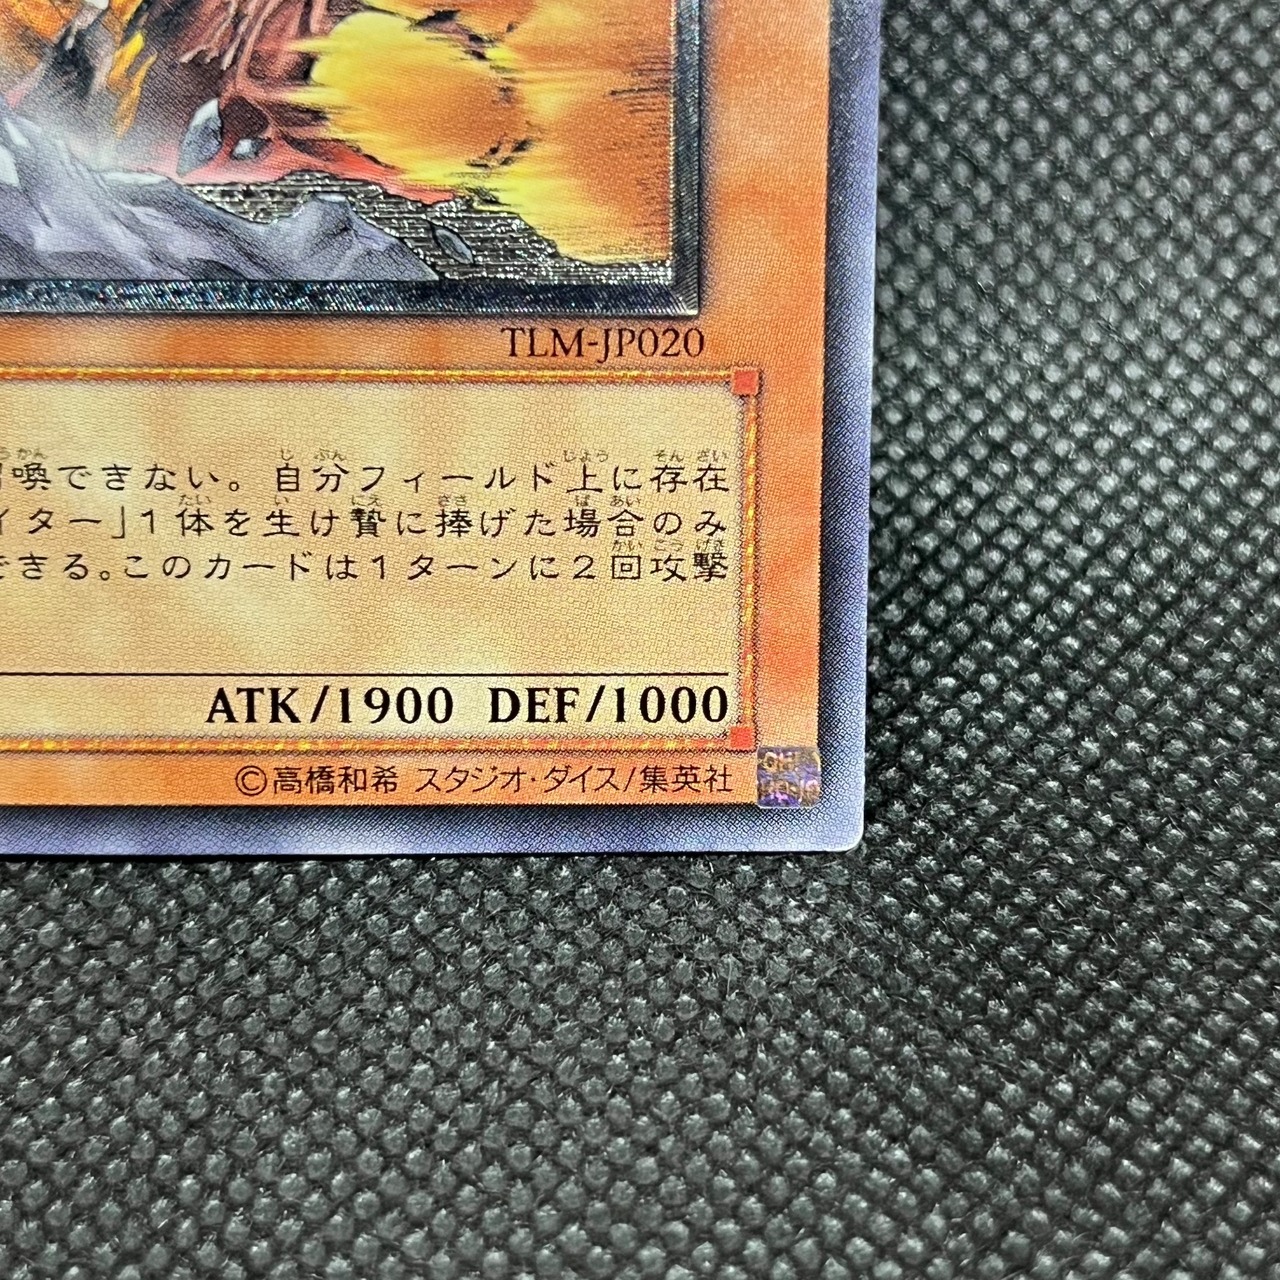 TLM-JP020
喚できない。自分フィールド上に存在
イター」1体を生け贄に捧げた場合のみ
できる。このカードは1ターンに2回攻撃
ATK/1900 DEF/1000
©高橋和希 スタジオ・ダイス/集英社